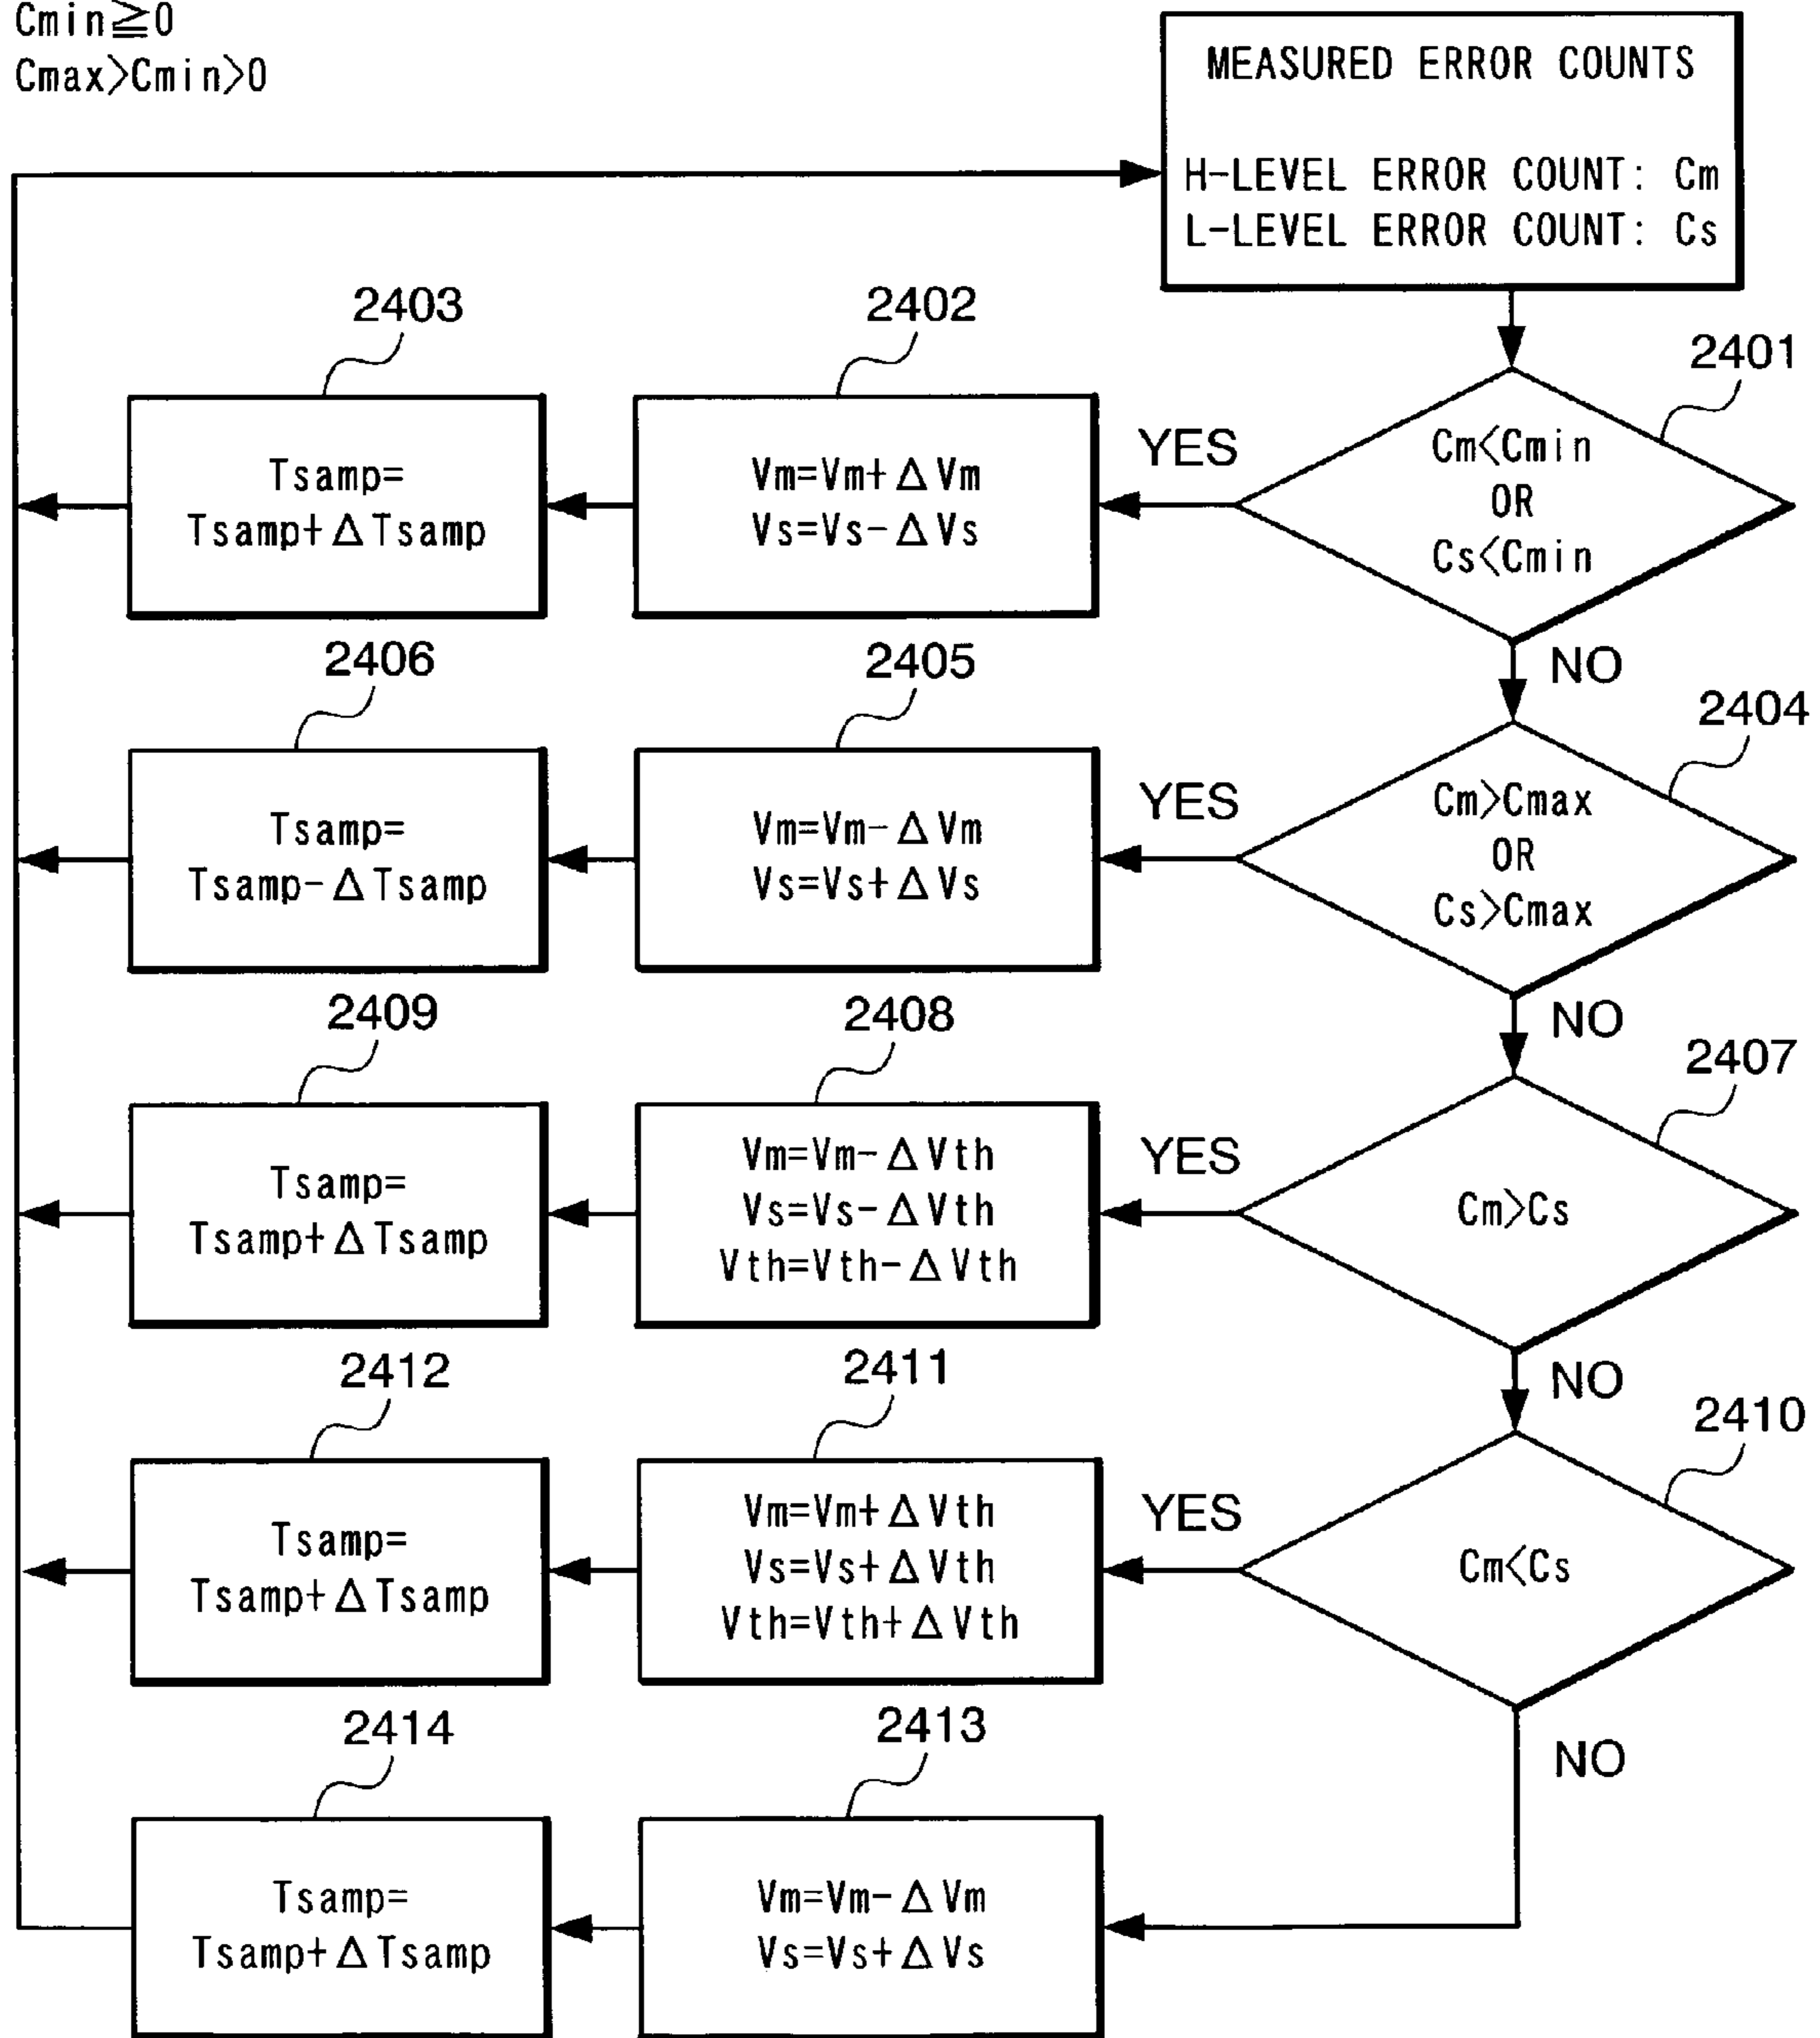 Cmin≧0
Cmax>Cmin>0
MEASURED ERROR COUNTS
H-LEVEL ERROR COUNT: Cm
L-LEVEL ERROR COUNT: Cs
2403
2402
2401
Tsamp=
Tsamp+ΔTsamp
Vm=Vm+ΔVm
Vs=Vs-ΔVs
YES
Cm<Cmin
OR
Cs<Cmin
NO
2406
2405
2404
Tsamp=
Tsamp-ΔTsamp
Vm=Vm-ΔVm
Vs=Vs+ΔVs
YES
Cm>Cmax
OR
Cs>Cmax
NO
2409
2408
2407
Tsamp=
Tsamp+ΔTsamp
Vm=Vm-ΔVth
Vs=Vs-ΔVth
Vth=Vth-ΔVth
YES
Cm>Cs
NO
2412
2411
2410
Tsamp=
Tsamp+ΔTsamp
Vm=Vm+ΔVth
Vs=Vs+ΔVth
Vth=Vth+ΔVth
YES
Cm<Cs
NO
2414
2413
Tsamp=
Tsamp+ΔTsamp
Vm=Vm-ΔVm
Vs=Vs+ΔVs